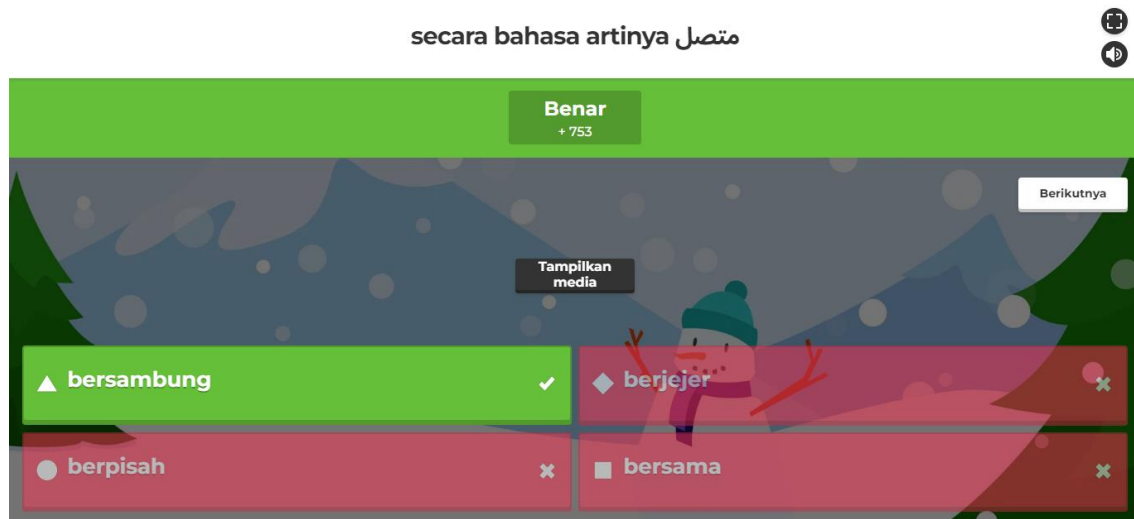 متصل secara bahasa artinya
Benar
+ 753
Berikutnya
Tampilkan
media
bersambung
berjejer
berpisah
bersama